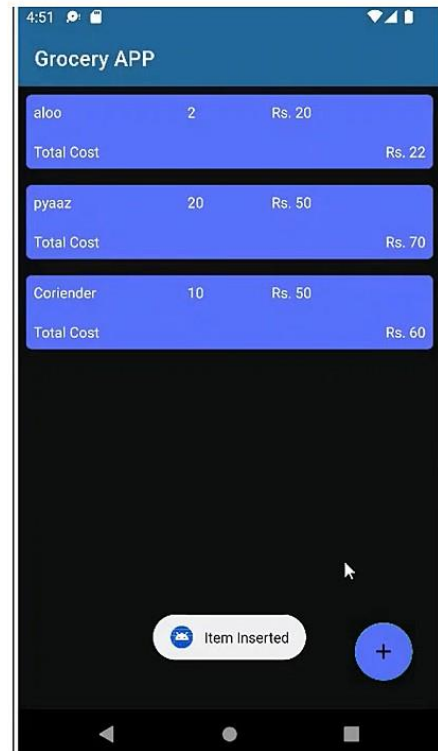 4:51
Grocery APP
aloo 2 Rs. 20
Total Cost Rs. 22
pyaaz 20 Rs. 50
Total Cost Rs. 70
Coriender 10 Rs. 50
Total Cost Rs. 60
Item Inserted
+